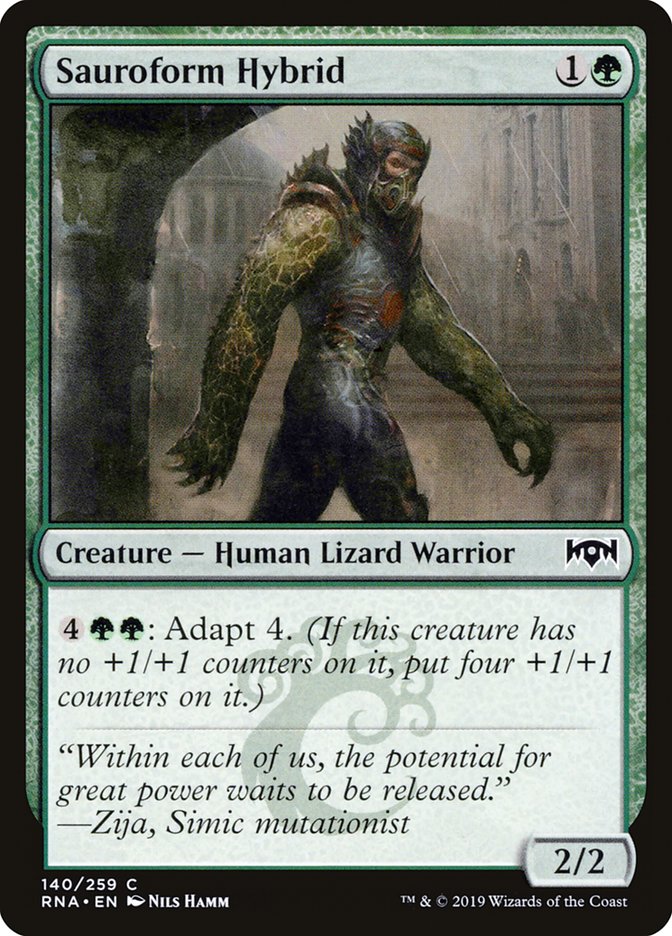 Sauroform Hybrid 1
Creature — Human Lizard Warrior
4 : Adapt 4. (If this creature has
no +1/+1 counters on it, put four +1/+1
counters on it.)
“Within each of us, the potential for
great power waits to be released.”
—Zija, Simic mutationist
2/2
140/259 C
RNA • EN Nils Hamm ™ & © 2019 Wizards of the Coast